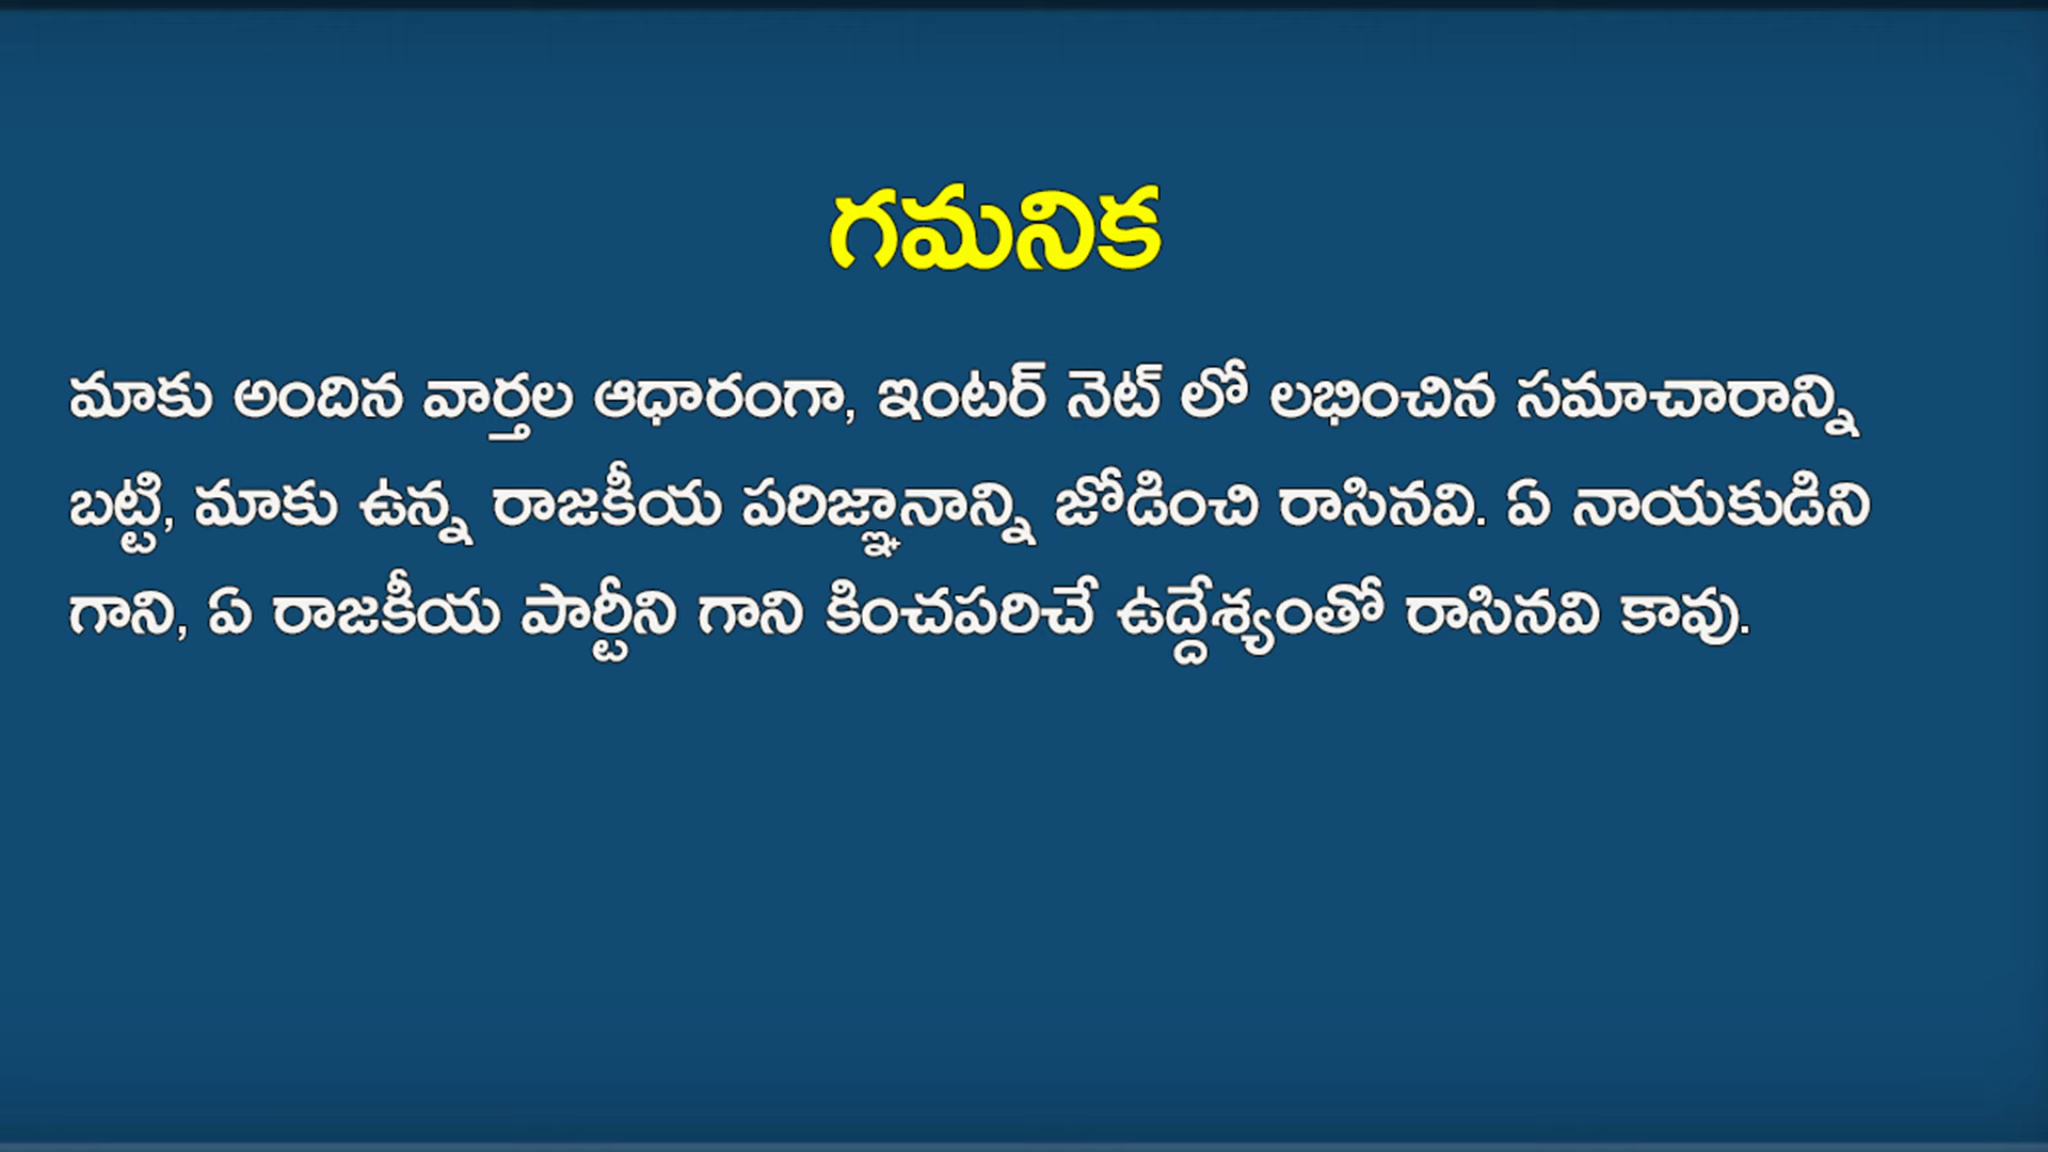 గమనిక
మాకు అందిన వార్తల ఆధారంగా, ఇంటర్ నెట్ లో లభించిన సమాచారాన్ని
బట్టి, మాకు ఉన్న రాజకీయ పరిజ్ఞానాన్ని జోడించి రాసినవి. ఏ నాయకుడిని
గాని, ఏ రాజకీయ పార్టీని గాని కించపరిచే ఉద్దేశ్యంతో రాసినవి కావు.